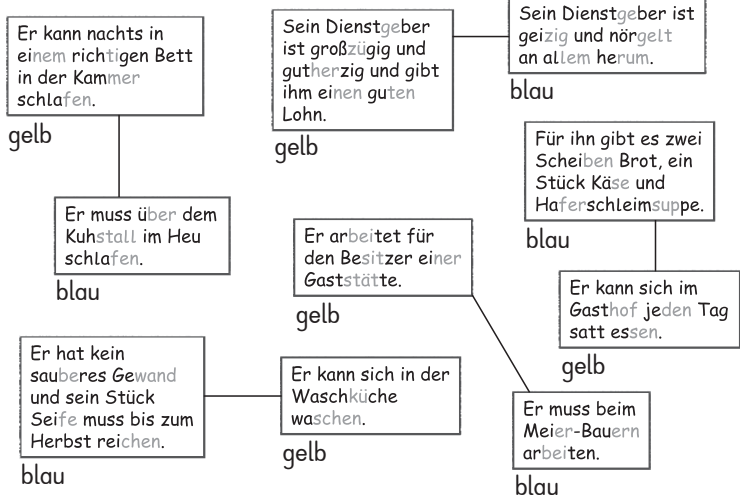 Er kann nachts in
einem richtigen Bett
in der Kammer
schlafen.
gelb
Sein Dienstgeber
ist großzügig und
gutherzig und gibt
ihm einen guten
Lohn.
gelb
Sein Dienstgeber ist
geizig und nörgelt
an allem herum.
blau
Für ihn gibt es zwei
Scheiben Brot, ein
Stück Käse und
Haferschleimsuppe.
blau
Er muss über dem
Kuhstall im Heu
schlafen.
blau
Er arbeitet für
den Besitzer einer
Gaststätte.
gelb
Er kann sich im
Gasthof jeden Tag
satt essen.
gelb
Er hat kein
sauberes Gewand
und sein Stück
Seife muss bis zum
Herbst reichen.
blau
Er kann sich in der
Waschküche
waschen.
gelb
Er muss beim
Meier-Bauern
arbeiten.
blau